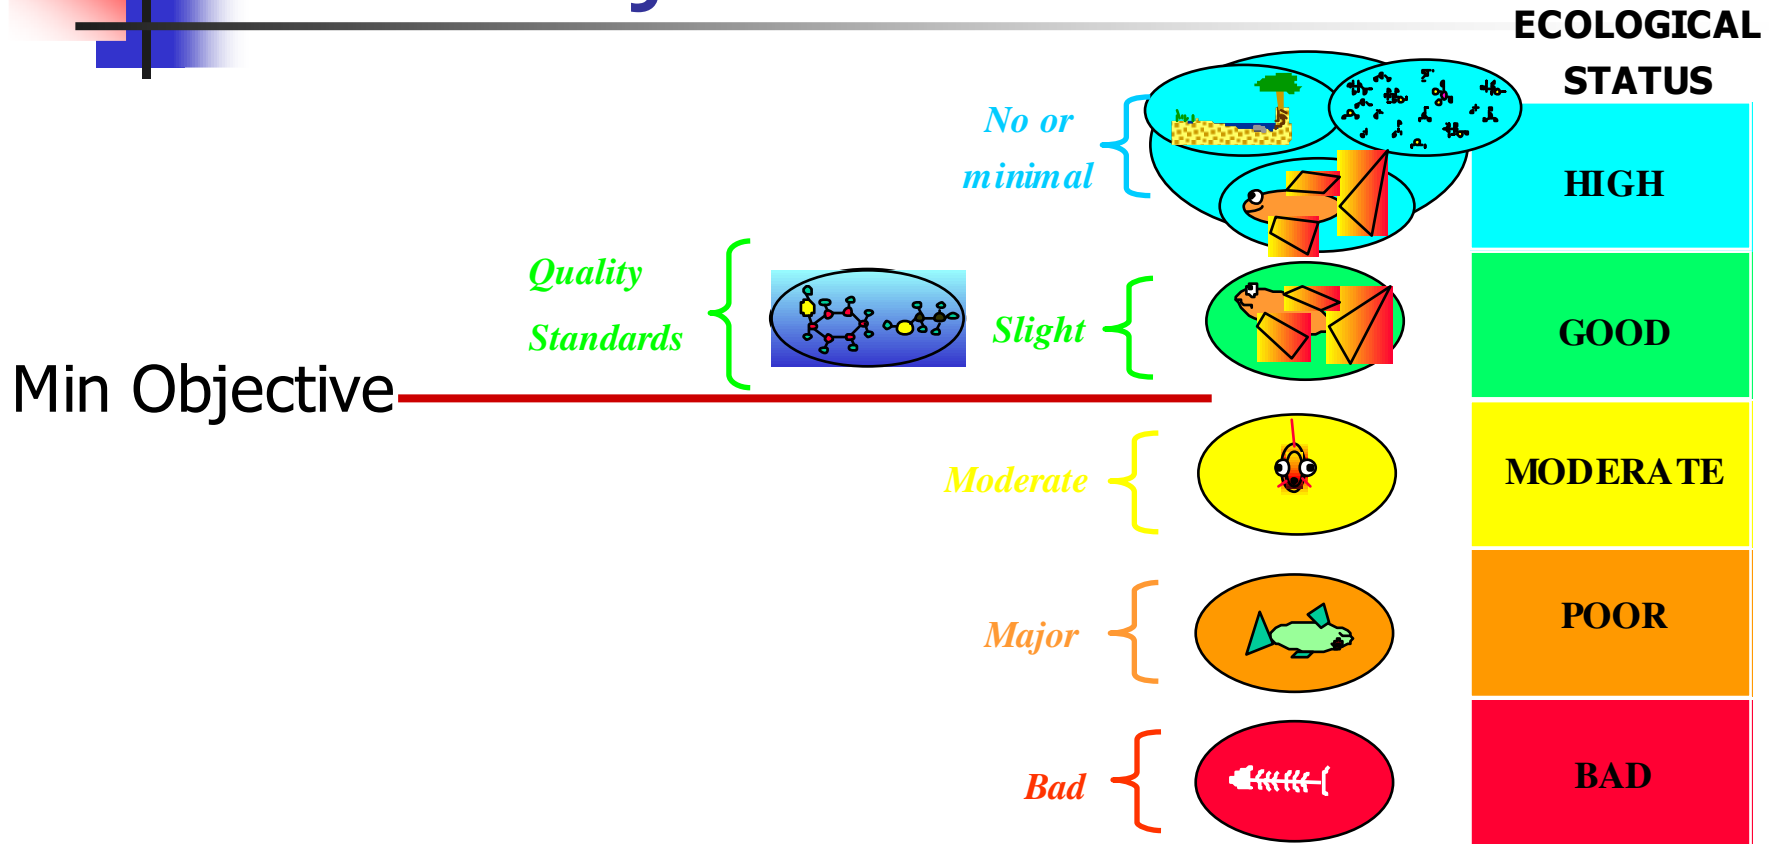 ECOLOGICAL
STATUS
No or
minimal
HIGH
Quality
Standards
Slight
GOOD
Min Objective
Moderate
MODERATE
Major
POOR
Bad
BAD